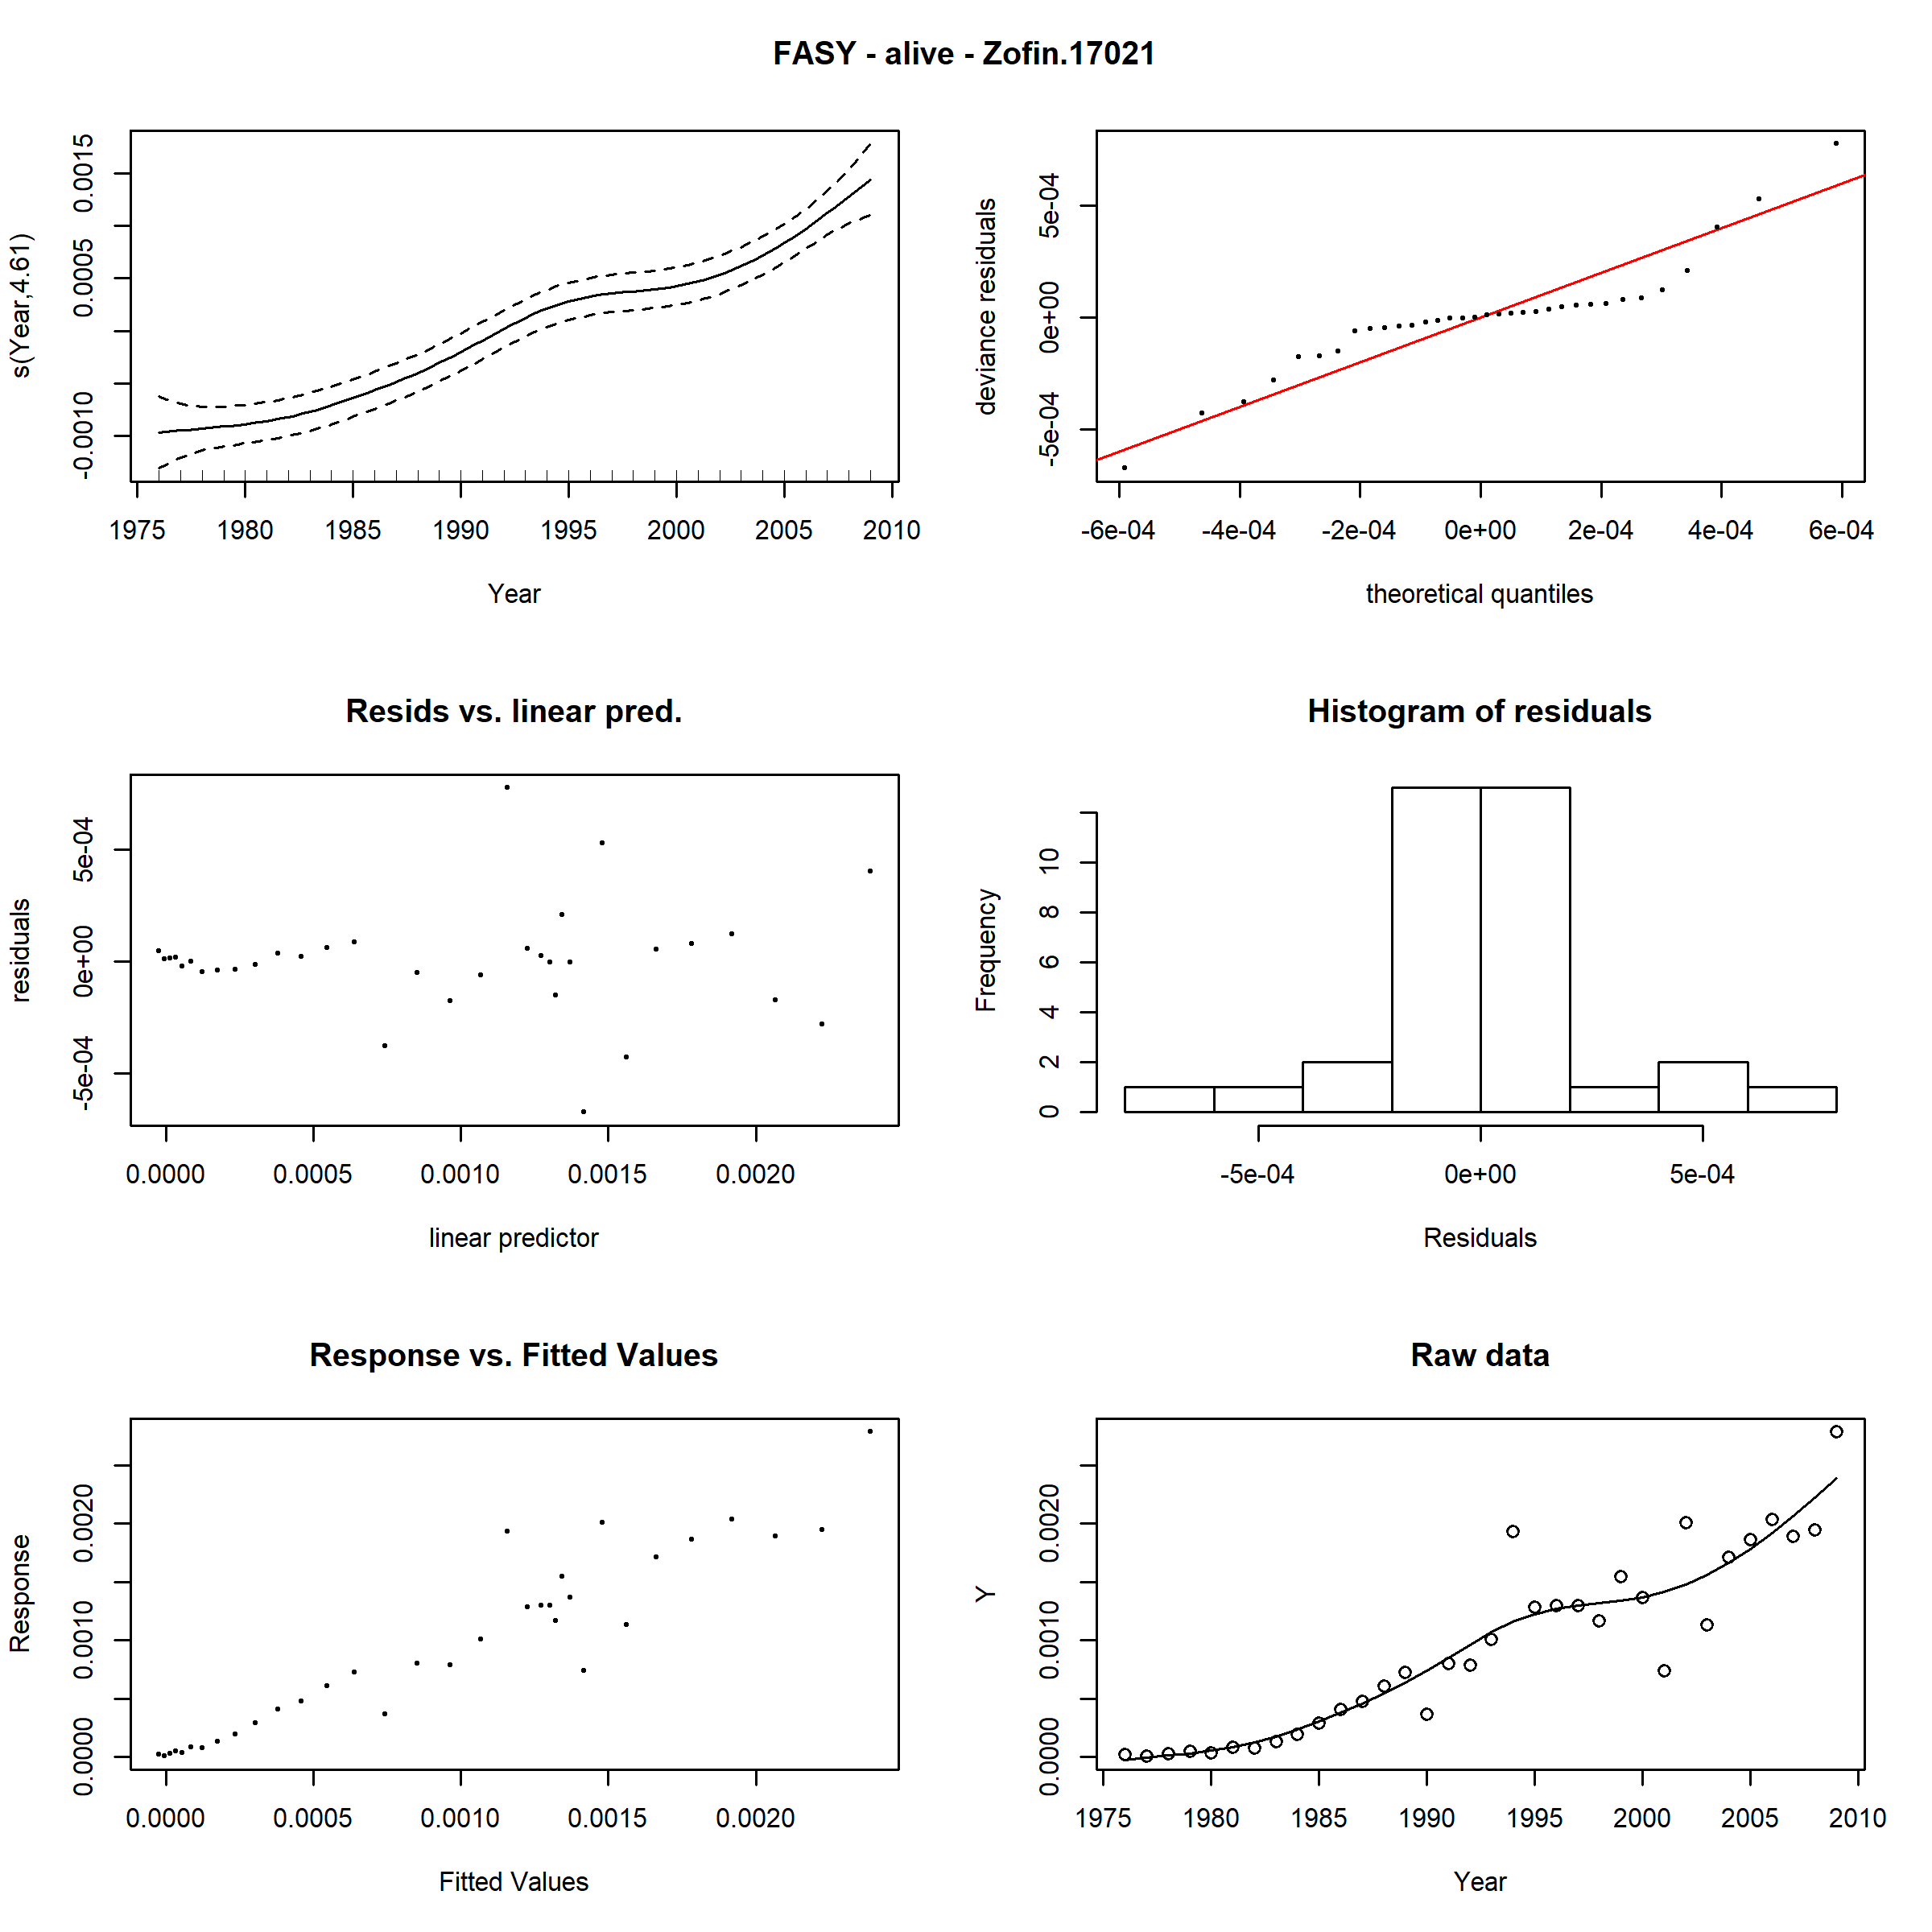 FASY - alive - Zofin.17021
s(Year,4.61)
-0.0010 0.0005 0.0015
1975 1980 1985 1990 1995 2000 2005 2010
Year
deviance residuals
-5e-04 0e+00 5e-04
-6e-04 -4e-04 -2e-04 0e+00 2e-04 4e-04 6e-04
theoretical quantiles
Resids vs. linear pred.
residuals
-5e-04 0e+00 5e-04
0.0000 0.0005 0.0010 0.0015 0.0020
linear predictor
Histogram of residuals
Frequency
0 2 4 6 8 10
-5e-04 0e+00 5e-04
Residuals
Response vs. Fitted Values
Response
0.0000 0.0010 0.0020
0.0000 0.0005 0.0010 0.0015 0.0020
Fitted Values
Raw data
Y
0.0000 0.0010 0.0020
1975 1980 1985 1990 1995 2000 2005 2010
Year